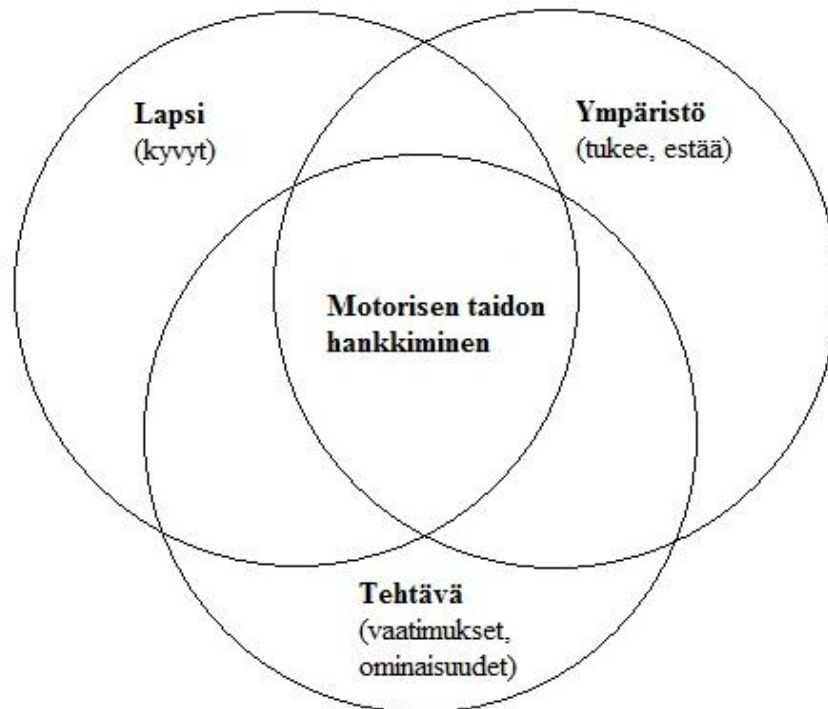 Lapsi
(kyvyt)
Ympäristö
(tukee, estää)
Motorisen taidon
hankkiminen
Tehtävä
(vaatimukset,
ominaisuudet)